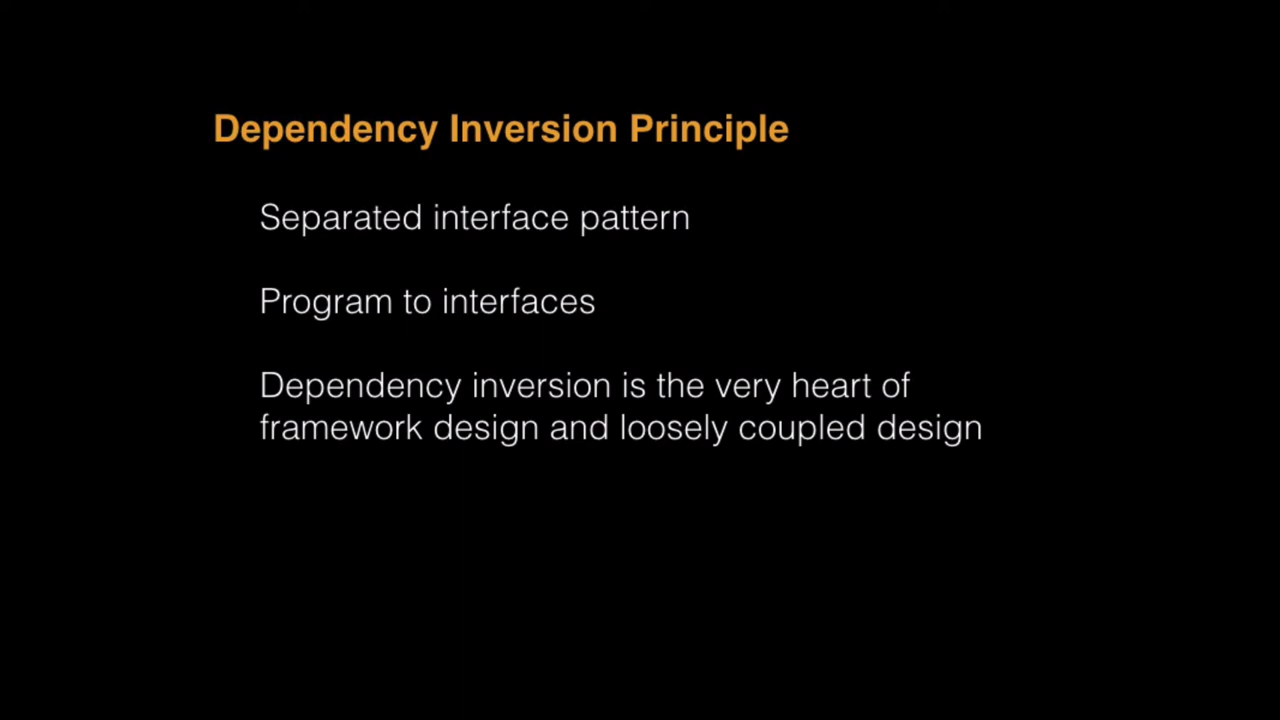 Dependency Inversion Principle
Separated interface pattern
Program to interfaces
Dependency inversion is the very heart of
framework design and loosely coupled design